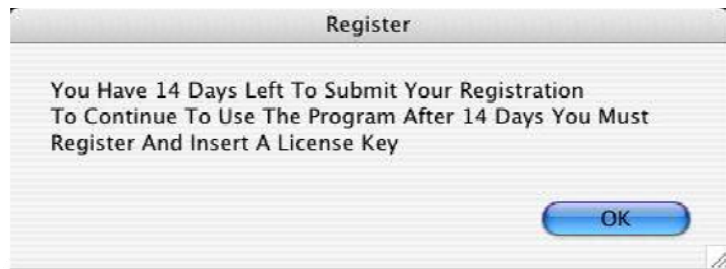 Register
You Have 14 Days Left To Submit Your Registration
To Continue To Use The Program After 14 Days You Must
Register And Insert A License Key
OK